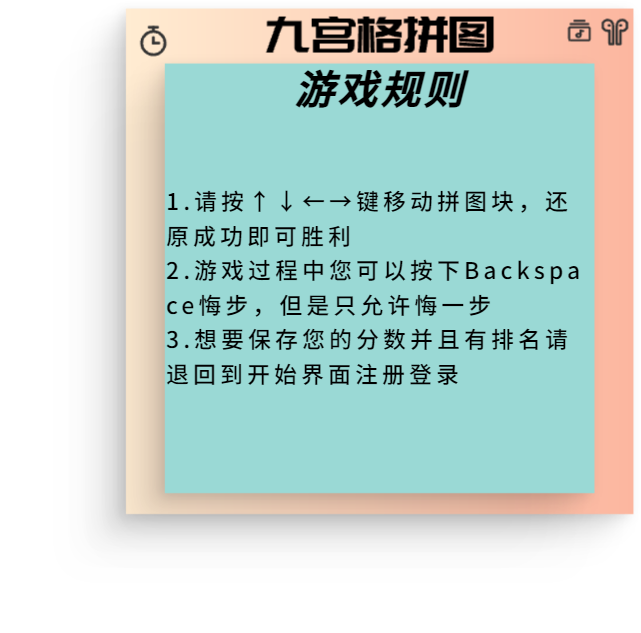 九宫格拼图
游戏规则
1.请按↑↓←→键移动拼图块，还
原成功即可胜利
2.游戏过程中您可以按下Backspa
ce悔步，但是只允许悔一步
3.想要保存您的分数并且有排名请
退回到开始界面注册登录